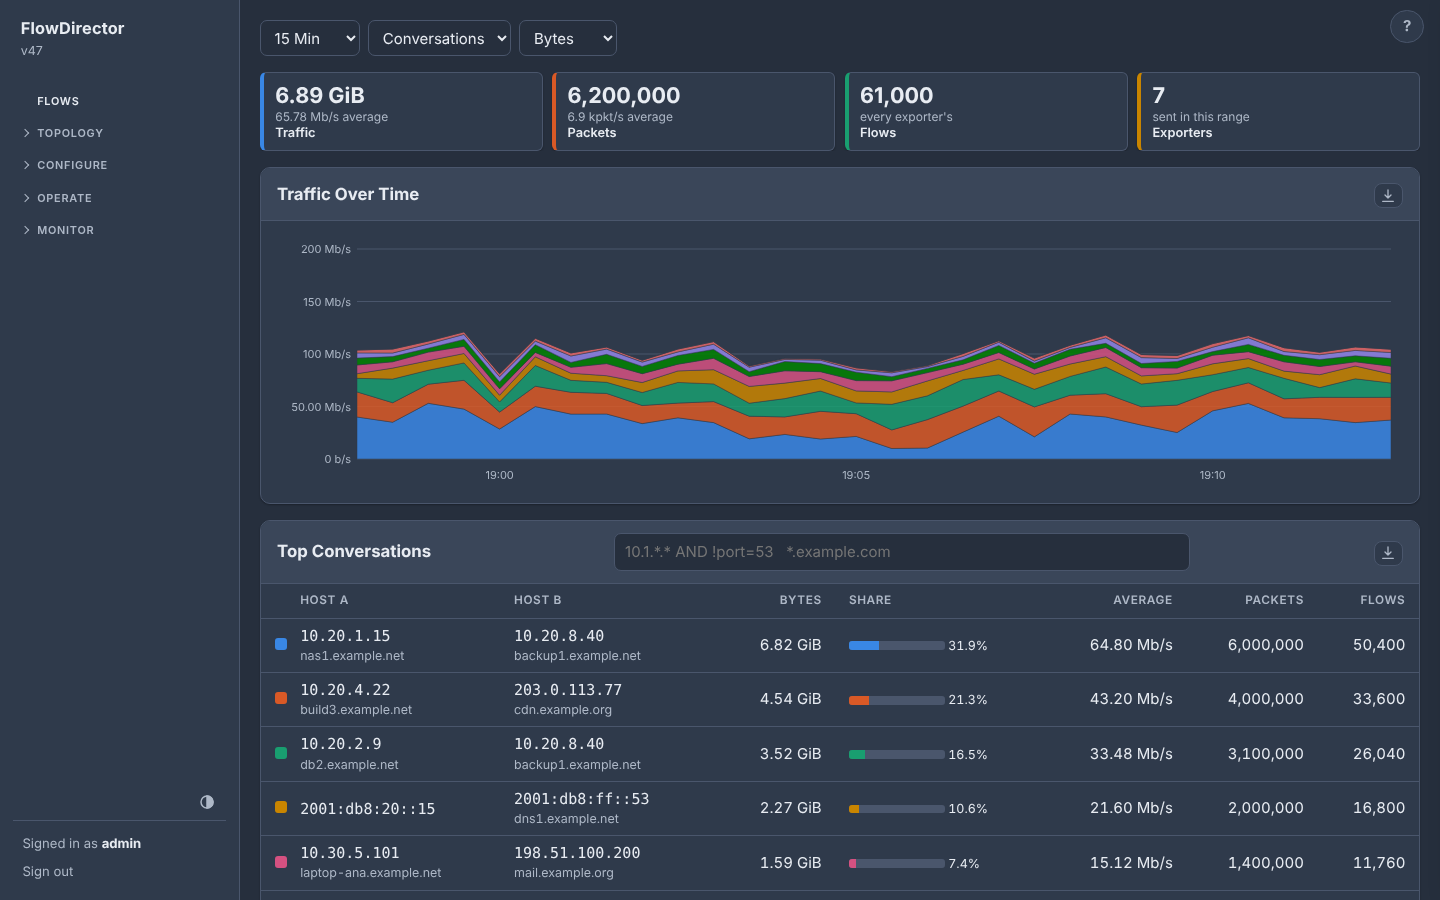 FlowDirector
v47
FLOWS
TOPOLOGY
CONFIGURE
OPERATE
MONITOR
Signed in as admin
Sign out
15 Min
Conversations
Bytes
?
6.89 GiB
65.78 Mb/s average
Traffic
6,200,000
6.9 kpkt/s average
Packets
61,000
every exporter's
Flows
7
sent in this range
Exporters
Traffic Over Time
200 Mb/s
150 Mb/s
100 Mb/s
50.00 Mb/s
0 b/s
19:00 19:05 19:10
Top Conversations
10.1.*.* AND !port=53   *.example.com
HOST A HOST B BYTES SHARE AVERAGE PACKETS FLOWS
10.20.1.15 10.20.8.40
6.82 GiB 31.9% 64.80 Mb/s 6,000,000 50,400
nas1.example.net backup1.example.net
10.20.4.22 203.0.113.77
4.54 GiB 21.3% 43.20 Mb/s 4,000,000 33,600
build3.example.net cdn.example.org
10.20.2.9 10.20.8.40
3.52 GiB 16.5% 33.48 Mb/s 3,100,000 26,040
db2.example.net backup1.example.net
2001:db8:20::15 2001:db8:ff::53
2.27 GiB 10.6% 21.60 Mb/s 2,000,000 16,800
dns1.example.net
10.30.5.101 198.51.100.200
1.59 GiB 7.4% 15.12 Mb/s 1,400,000 11,760
laptop-ana.example.net mail.example.org